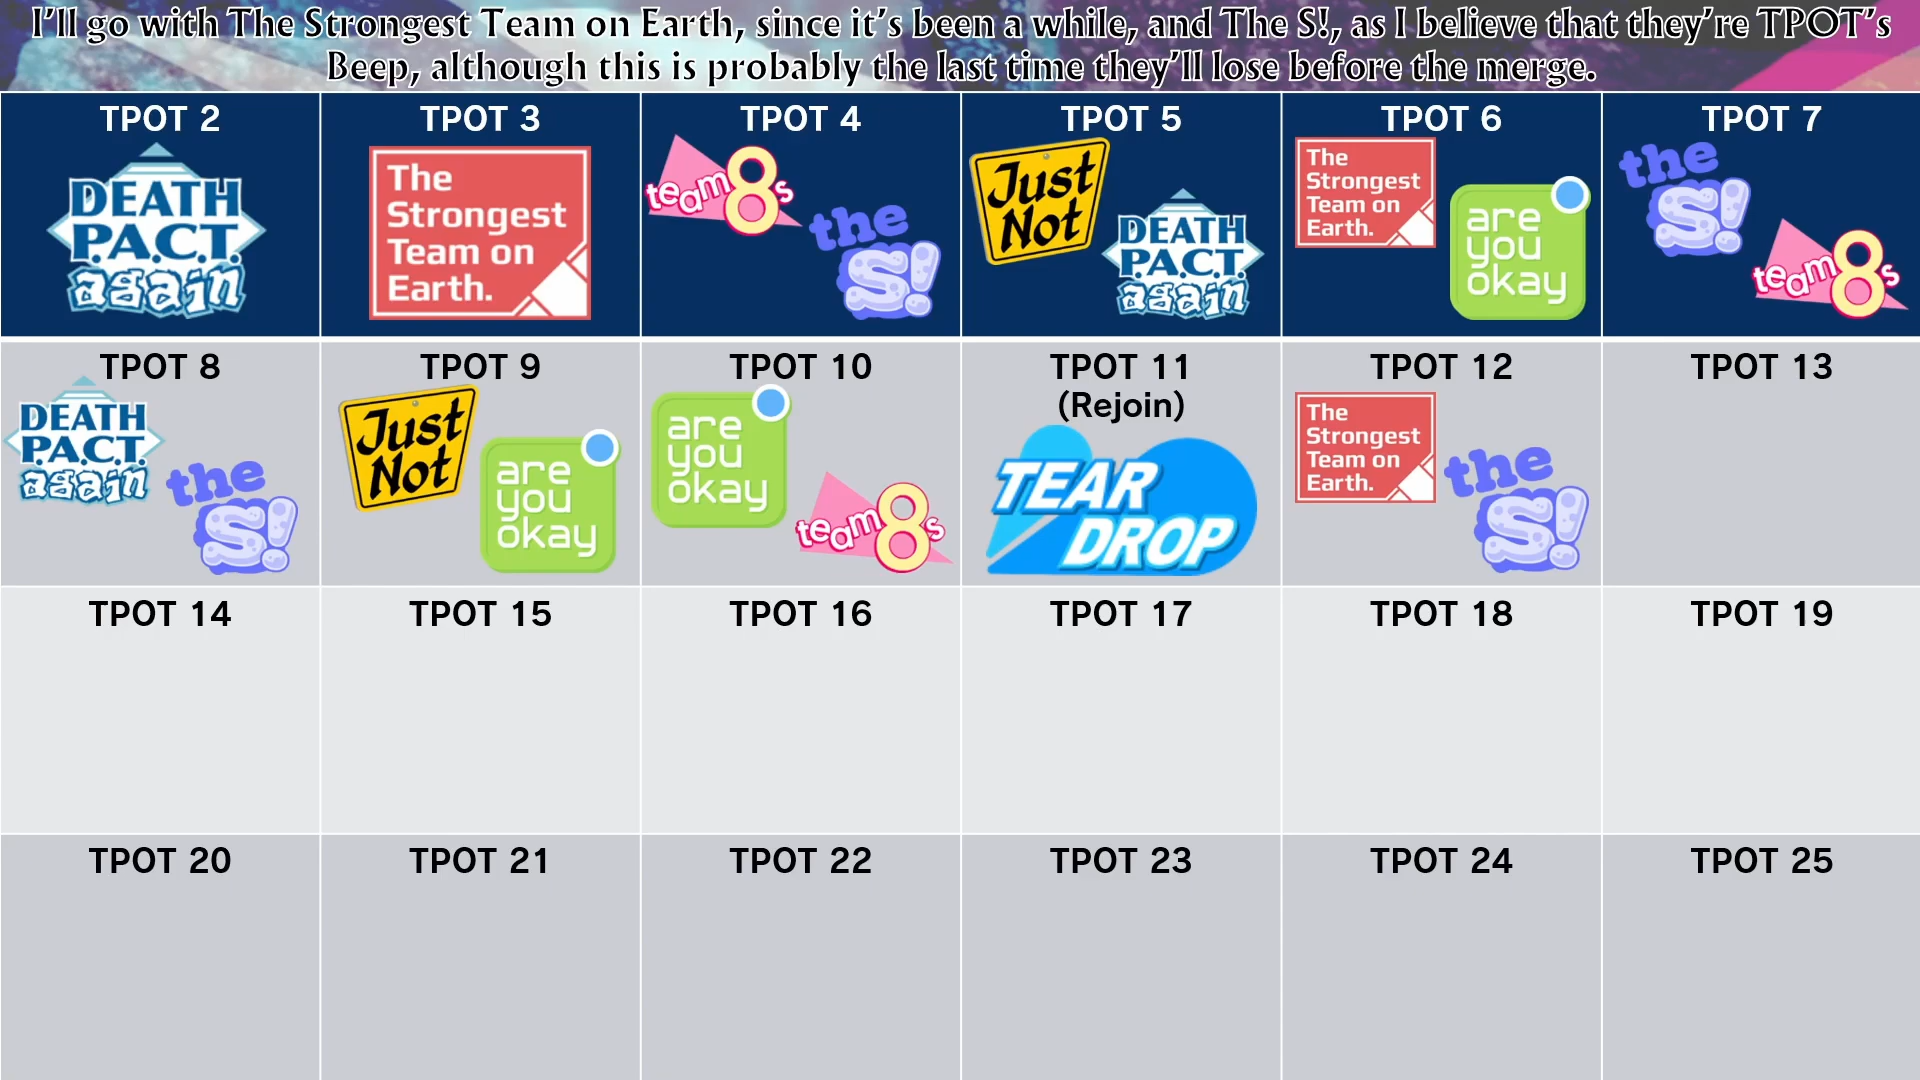 I'll go with The Strongest Team on Earth, since it's been a while, and The S!, as I believe that they're TPOT's
Beep, although this is probably the last time they'll lose before the merge.
TPOT 2
DEATH
P.A.C.T.
again
TPOT 3
The
Strongest
Team on
Earth.
TPOT 4
team8s
the
S!
TPOT 5
Just
Not
DEATH
P.A.C.T.
again
TPOT 6
The
Strongest
Team on
Earth.
are
you
okay
TPOT 7
the
S!
team8s
TPOT 8
DEATH
P.A.C.T.
again
the
S!
TPOT 9
Just
Not
are
you
okay
TPOT 10
are
you
okay
team8s
TPOT 11
(Rejoin)
TEAR
DROP
TPOT 12
The
Strongest
Team on
Earth.
the
S!
TPOT 13
TPOT 14
TPOT 15
TPOT 16
TPOT 17
TPOT 18
TPOT 19
TPOT 20
TPOT 21
TPOT 22
TPOT 23
TPOT 24
TPOT 25